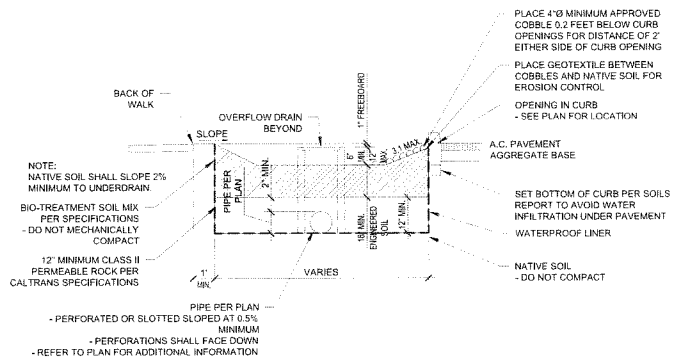 PLACE 4"Ø MINIMUM APPROVED
COBBLE 0.2 FEET BELOW CURB
OPENINGS FOR DISTANCE OF 2'
EITHER SIDE OF CURB OPENING
PLACE GEOTEXTILE BETWEEN
COBBLES AND NATIVE SOIL FOR
EROSION CONTROL
OPENING IN CURB
- SEE PLAN FOR LOCATION
A.C. PAVEMENT
AGGREGATE BASE
SET BOTTOM OF CURB PER SOILS
REPORT TO AVOID WATER
INFILTRATION UNDER PAVEMENT
WATERPROOF LINER
NATIVE SOIL
- DO NOT COMPACT
BACK OF
WALK
SLOPE
OVERFLOW DRAIN
BEYOND
1" FREEBOARD
6"
MIN.
12"
MAX.
3:1 MAX.
NOTE:
NATIVE SOIL SHALL SLOPE 2%
MINIMUM TO UNDERDRAIN.
BIO-TREATMENT SOIL MIX
PER SPECIFICATIONS
- DO NOT MECHANICALLY
COMPACT
12" MINIMUM CLASS II
PERMEABLE ROCK PER
CALTRANS SPECIFICATIONS
PIPE PER
PLAN
2" MIN.
18" MIN.
ENGINEERED
SOIL
12" MIN.
1'
MIN.
VARIES
PIPE PER PLAN
- PERFORATED OR SLOTTED SLOPED AT 0.5%
MINIMUM
- PERFORATIONS SHALL FACE DOWN
- REFER TO PLAN FOR ADDITIONAL INFORMATION